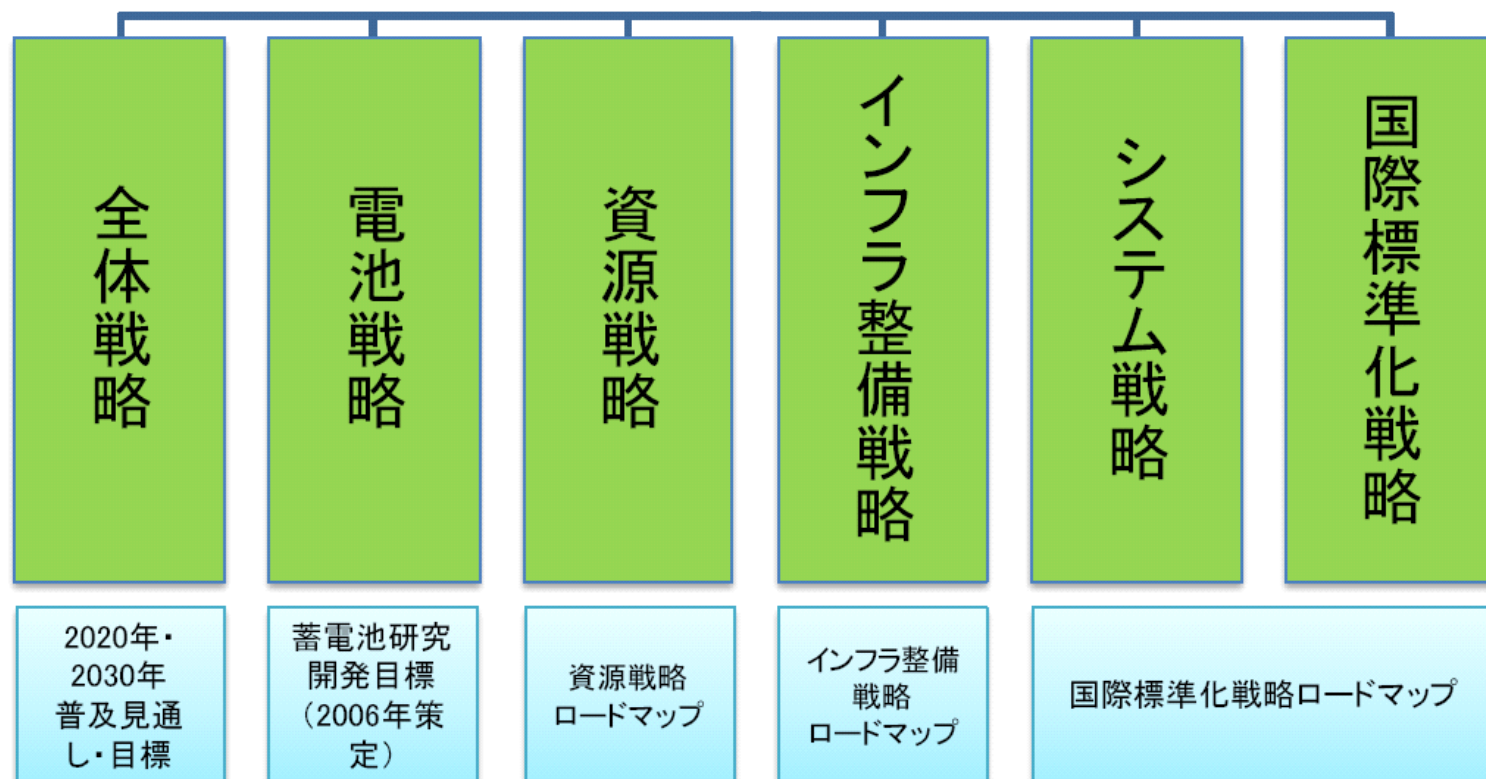 全体戦略
電池戦略
資源戦略
インフラ整備戦略
システム戦略
国際標準化戦略
2020年・
2030年
普及見通
し・目標
蓄電池研究
開発目標
（2006年策
定）
資源戦略
ロードマップ
インフラ整備
戦略
ロードマップ
国際標準化戦略ロードマップ